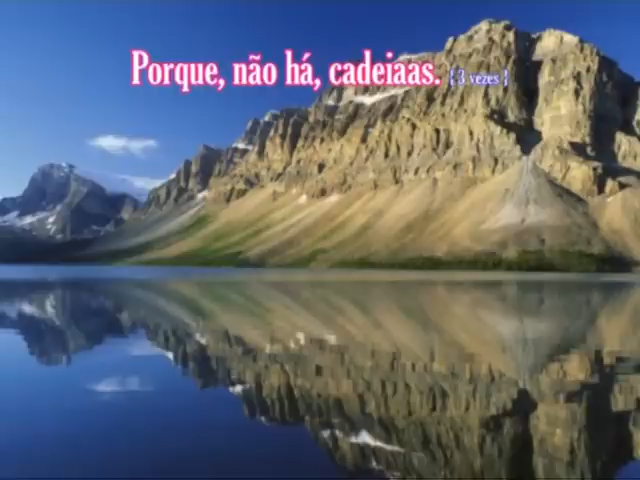 Porque, não há, cadeiaas. { 3 vezes }